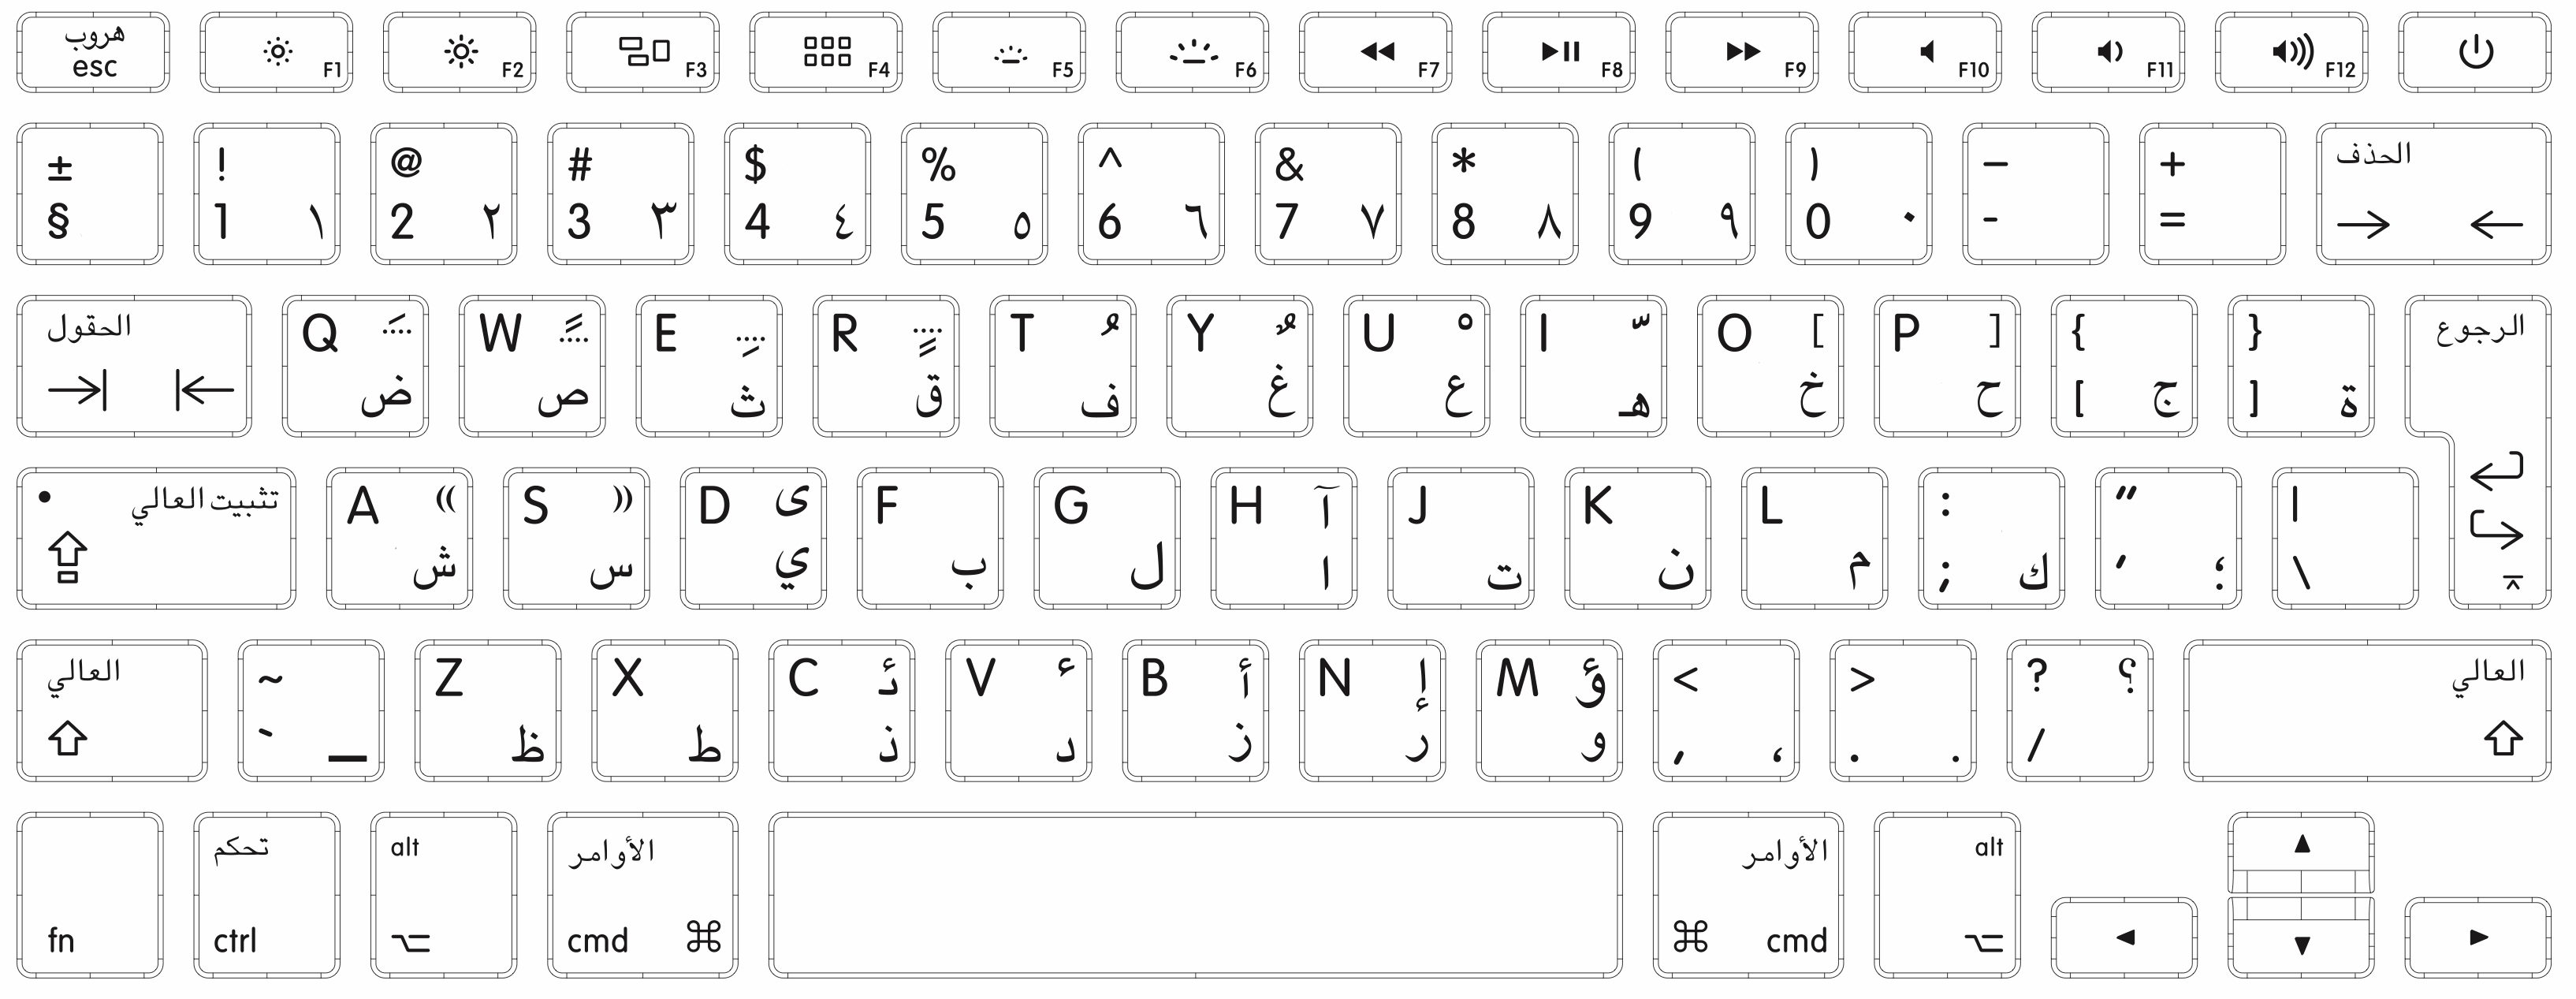 هروب
esc
F1
F2
F3
F4
F5
F6
F7
F8
F9
F10
F11
F12
±
§
!
1 ١
@
2 ٢
#
3 ٣
$
4 ٤
%
5 ٥
^
6 ٦
&
7 ٧
*
8 ٨
(
9 ٩
)
0 ٠
–
-
+
=
الحذف
→ ←
الحقول
→| |←
Q َ
ض
W ً
ص
E ِ
ث
R ٍ
ق
T ُ
ف
Y ٌ
غ
U ْ
ع
I ّ
هـ
O [
خ
P ]
ح
{
[ ج
}
] ة
الرجوع
تثبيت العالي
A »
ش
S «
س
D ى
ي
F
ب
G
ل
H آ
ا
J
ت
K
ن
L
م
:
; ك
"
' ؛
|
\
العالي
~
` _
Z
ظ
X
ط
C ئ
ذ
V ء
د
B أ
ز
N إ
ر
M ؤ
و
<
, ،
>
. .
? ؟
/
العالي
fn
تحكم
ctrl
alt
⌥
الأوامر
cmd ⌘
الأوامر
⌘ cmd
alt
⌥